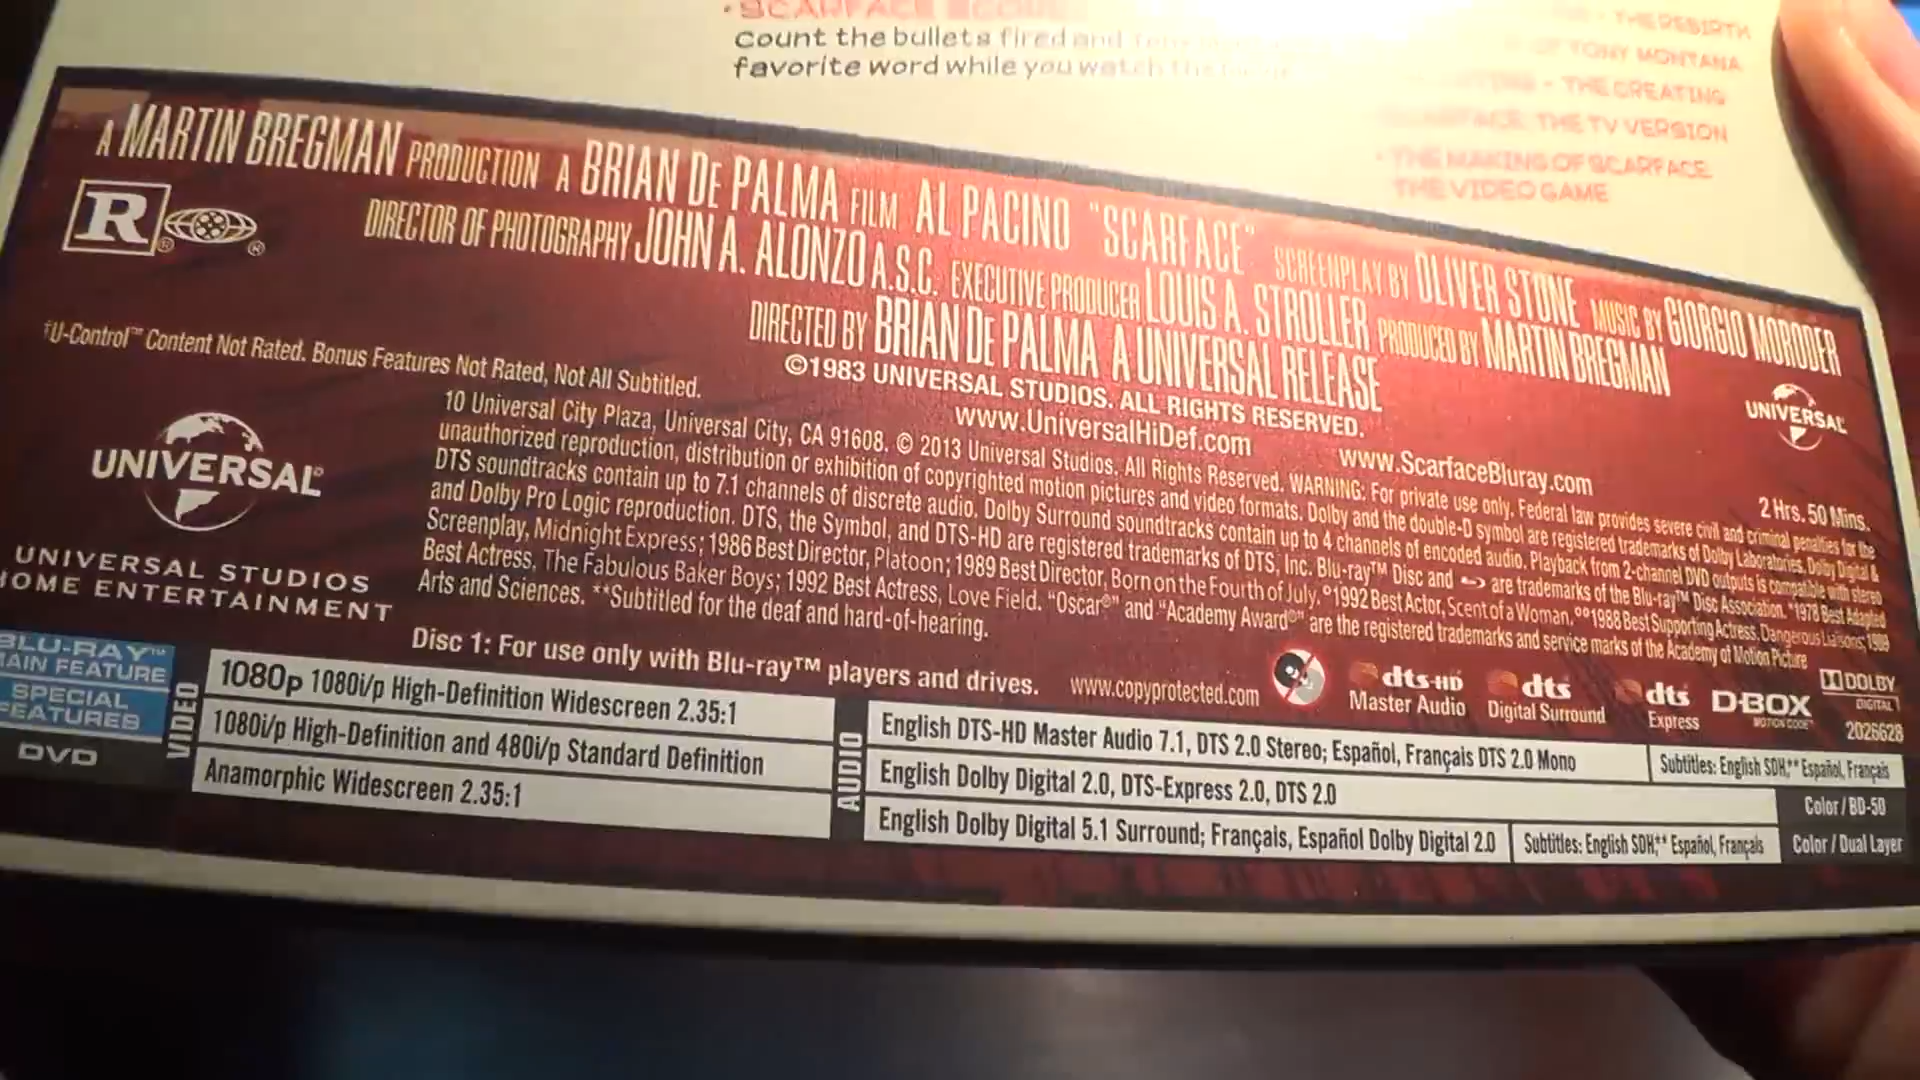 • SCARFACE SCORE
count the bullets fired and
favorite word while you watch the
THE REBIRTH
OF TONY MONTANA
• THE CREATING
SCARFACE: THE TV VERSION
• THE MAKING OF SCARFACE:
THE VIDEO GAME
A MARTIN BREGMAN PRODUCTION A BRIAN DE PALMA FILM AL PACINO "SCARFACE" SCREENPLAY BY OLIVER STONE MUSIC BY GIORGIO MORODER
DIRECTOR OF PHOTOGRAPHY JOHN A. ALONZO A.S.C. EXECUTIVE PRODUCER LOUIS A. STROLLER PRODUCED BY MARTIN BREGMAN
DIRECTED BY BRIAN DE PALMA A UNIVERSAL RELEASE
R®
®
©1983 UNIVERSAL STUDIOS. ALL RIGHTS RESERVED.
www.UniversalHiDef.com www.ScarfaceBluray.com
UNIVERSAL
2 Hrs. 50 Mins.
†U-Control™ Content Not Rated. Bonus Features Not Rated, Not All Subtitled.
UNIVERSAL®
UNIVERSAL STUDIOS
HOME ENTERTAINMENT
10 Universal City Plaza, Universal City, CA 91608. © 2013 Universal Studios. All Rights Reserved. WARNING: For private use only. Federal law provides severe civil and criminal penalties for the
unauthorized reproduction, distribution or exhibition of copyrighted motion pictures and video formats. Dolby and the double-D symbol are registered trademarks of Dolby Laboratories. Dolby Digital &
DTS soundtracks contain up to 7.1 channels of discrete audio. Dolby Surround soundtracks contain up to 4 channels of encoded audio. Playback from 2-channel DVD outputs is compatible with stereo
and Dolby Pro Logic reproduction. DTS, the Symbol, and DTS-HD are registered trademarks of DTS, Inc. Blu-ray™ Disc and are trademarks of the Blu-ray™ Disc Association. *1978 Best Adapted
Screenplay, Midnight Express; 1986 Best Director, Platoon; 1989 Best Director, Born on the Fourth of July, °1992 Best Actor, Scent of a Woman, °°1988 Best Supporting Actress, Dangerous Liaisons; 1989
Best Actress, The Fabulous Baker Boys; 1992 Best Actress, Love Field. "Oscar®" and "Academy Award®" are the registered trademarks and service marks of the Academy of Motion Picture
Arts and Sciences. **Subtitled for the deaf and hard-of-hearing.
Disc 1: For use only with Blu-ray™ players and drives.
www.copyprotected.com
dts-HD
Master Audio
dts
Digital Surround
dts
Express
D-BOX
MOTION CODE™
DOLBY
DIGITAL
2026628
BLU-RAY™
MAIN FEATURE
SPECIAL
FEATURES
DVD
VIDEO
1080p 1080i/p High-Definition Widescreen 2.35:1
1080i/p High-Definition and 480i/p Standard Definition
Anamorphic Widescreen 2.35:1
AUDIO
English DTS-HD Master Audio 7.1, DTS 2.0 Stereo; Español, Français DTS 2.0 Mono
Subtitles: English SDH,** Español, Français
English Dolby Digital 2.0, DTS-Express 2.0, DTS 2.0
Color / BD-50
English Dolby Digital 5.1 Surround; Français, Español Dolby Digital 2.0
Subtitles: English SDH,** Español, Français
Color / Dual Layer